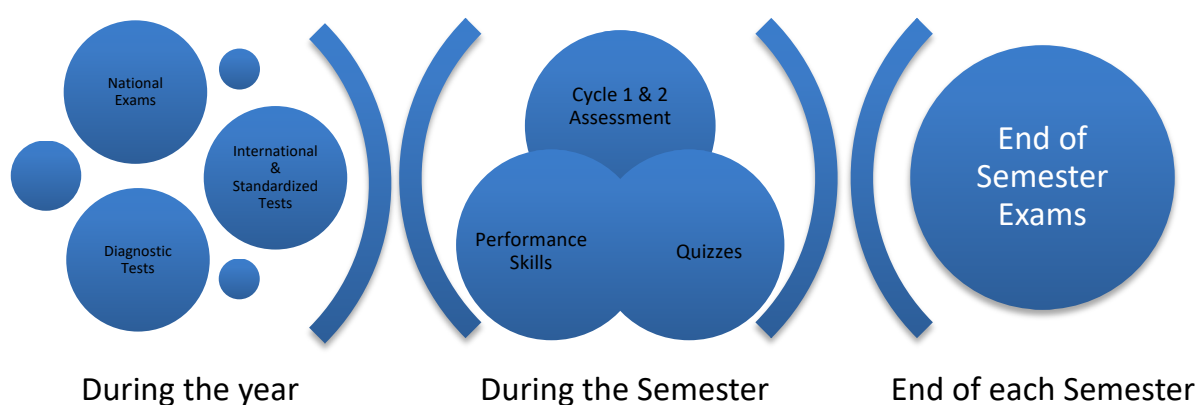 National
Exams
International
&
Standardized
Tests
Diagnostic
Tests
During the year
Cycle 1 & 2
Assessment
Performance
Skills
Quizzes
During the Semester
End of
Semester
Exams
End of each Semester